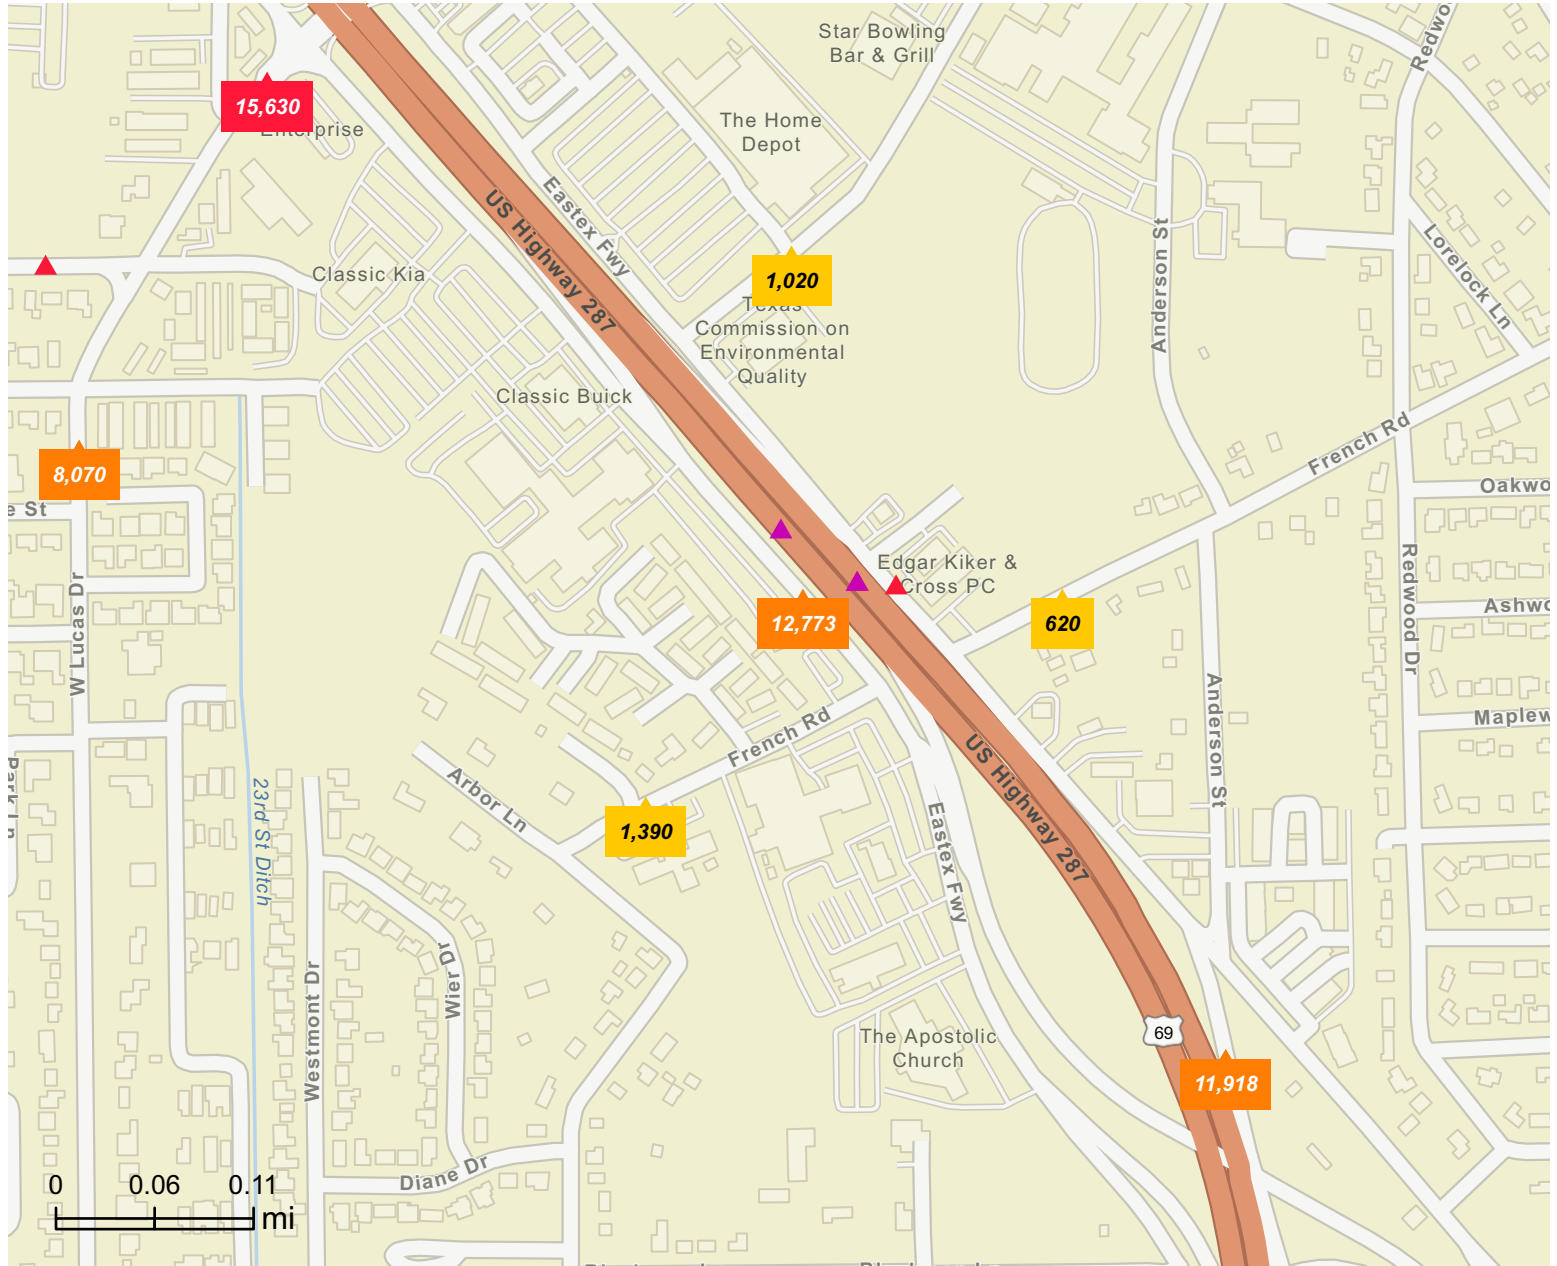 Star Bowling
Bar & Grill
Redwo
15,630
Enterprise
The Home
Depot
Eastex Fwy
US Highway 287
Classic Kia
1,020
Texas
Commission on
Environmental
Quality
Anderson St
Lorelock Ln
Classic Buick
French Rd
8,070
e St
Oakwo
Edgar Kiker &
Cross PC
Redwood Dr
W Lucas Dr
12,773
620
Ashwo
Anderson St
Maplew
French Rd
US Highway 287
Park Ln
23rd St Ditch
Arbor Ln
1,390
Eastex Fwy
Wier Dr
Westmont Dr
69
The Apostolic
Church
11,918
Diane Dr
0 0.06 0.11
mi